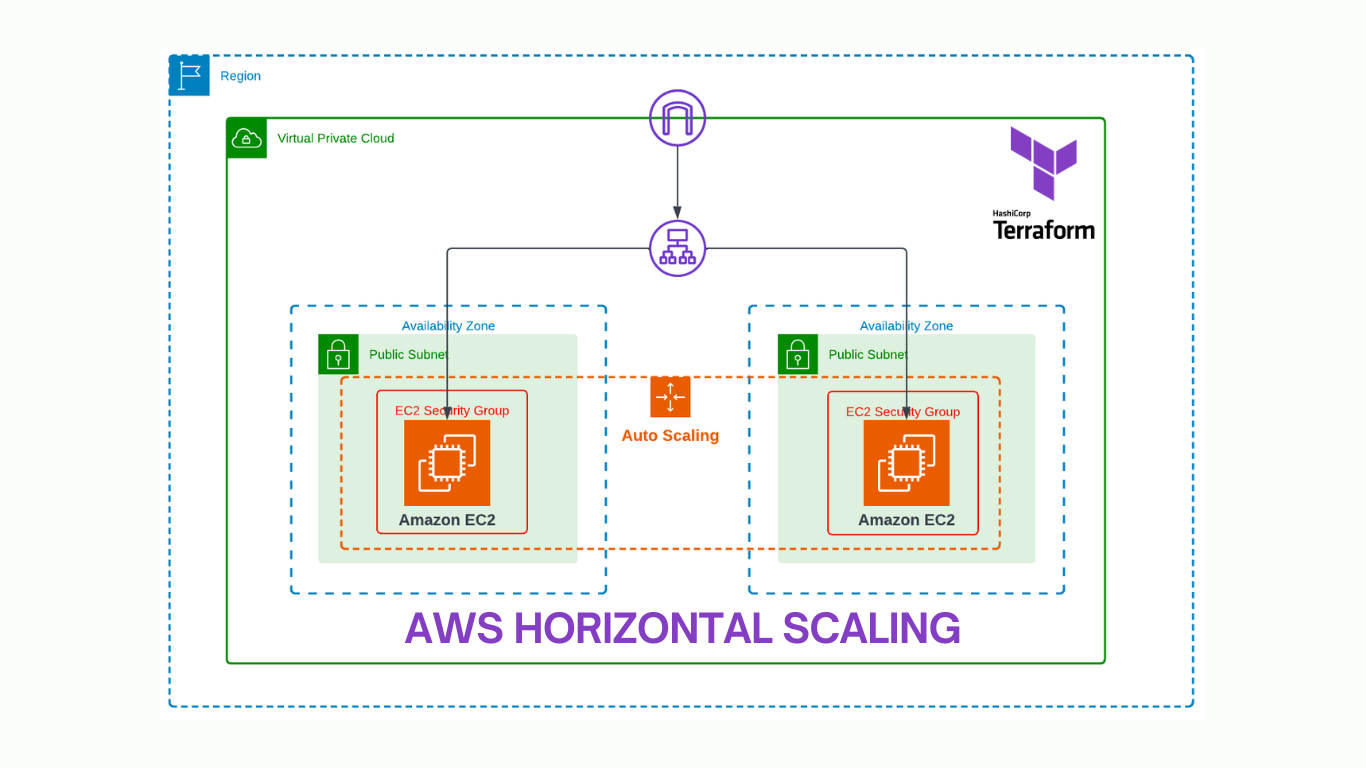 Region
Virtual Private Cloud
HashiCorp
Terraform
Availability Zone
Availability Zone
Public Subnet
Public Subnet
EC2 Security Group
EC2 Security Group
Auto Scaling
Amazon EC2
Amazon EC2
AWS HORIZONTAL SCALING